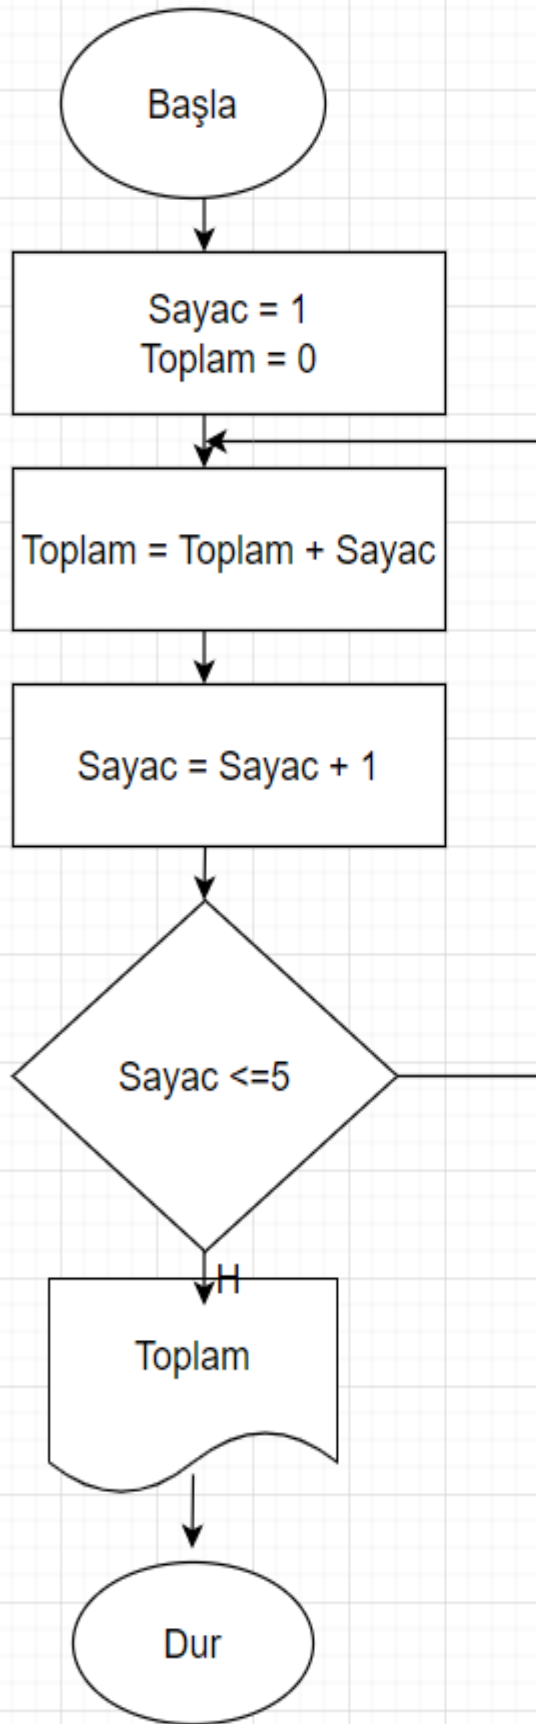 Başla
Sayac = 1
Toplam = 0
Toplam = Toplam + Sayac
Sayac = Sayac + 1
Sayac <=5
H
Toplam
Dur